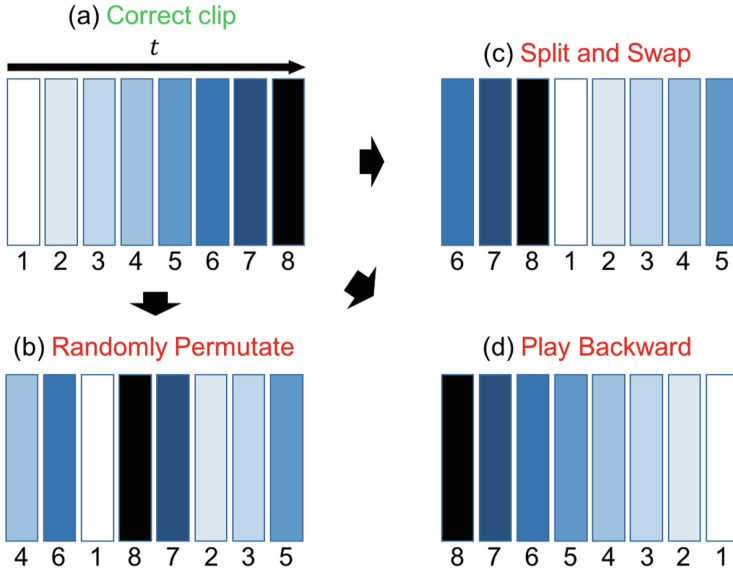 (a) Correct clip
t
1 2 3 4 5 6 7 8
(c) Split and Swap
6 7 8 1 2 3 4 5
(b) Randomly Permutate
4 6 1 8 7 2 3 5
(d) Play Backward
8 7 6 5 4 3 2 1